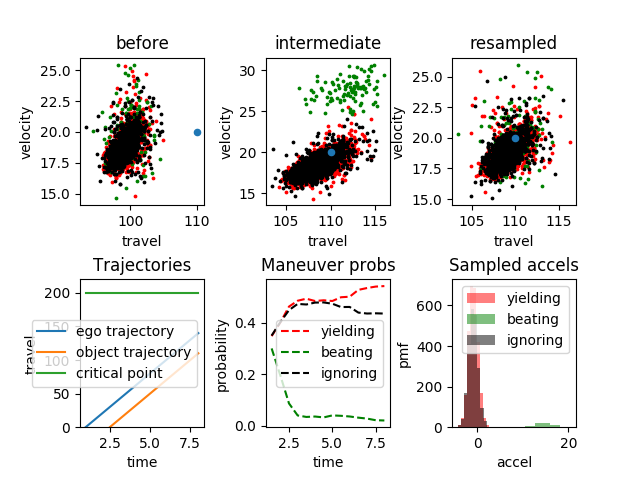 before
intermediate
resampled
25.0
22.5
20.0
17.5
15.0
velocity
100
110
travel
30
25
20
15
velocity
105
110
115
travel
25.0
22.5
20.0
17.5
15.0
velocity
105
110
115
travel
Trajectories
Maneuver probs
Sampled accels
200
150
100
50
0
travel
ego trajectory
object trajectory
critical point
2.5
5.0
7.5
time
0.4
0.2
0.0
probability
yielding
beating
ignoring
2.5
5.0
7.5
time
600
400
200
0
pmf
yielding
beating
ignoring
0
20
accel